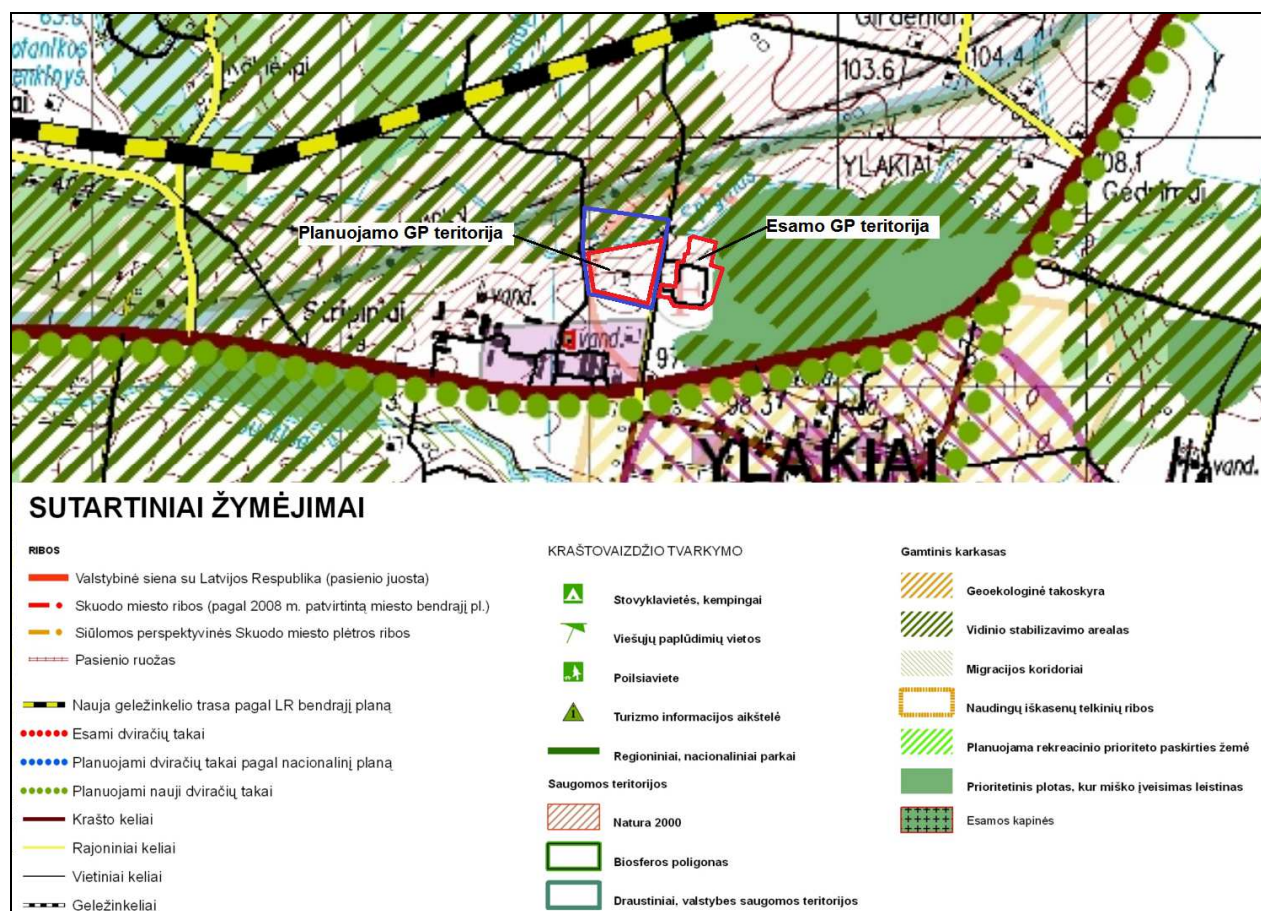 Girdeniai
103.6
104,4
YLAKIAI
108,1
Planuojamo GP teritorija
Esamo GP teritorija
vand.
vand.
YLAKIAI
vand.
SUTARTINIAI ŽYMĖJIMAI
RIBOS
Valstybinė siena su Latvijos Respublika (pasienio juosta)
Skuodo miesto ribos (pagal 2008 m. patvirtintą miesto bendrajį pl.)
Siūlomos perspektyvinės Skuodo miesto plėtros ribos
Pasienio ruožas
Nauja geležinkelio trasa pagal LR bendrajį planą
Esami dviračių takai
Planuojami dviračių takai pagal nacionalinį planą
Planuojami nauji dviračių takai
Krašto keliai
Rajoniniai keliai
Vietiniai keliai
Geležinkeliai
KRAŠTOVAIZDŽIO TVARKYMO
Stovyklavietės, kempingai
Viešųjų paplūdimių vietos
Poilsiaviete
Turizmo informacijos aikštelė
Regioniniai, nacionaliniai parkai
Saugomos teritorijos
Natura 2000
Biosferos poligonas
Draustiniai, valstybes saugomos teritorijos
Gamtinis karkasas
Geoekologinė takoskyra
Vidinio stabilizavimo arealas
Migracijos koridoriai
Naudingų iškasenų telkinių ribos
Planuojama rekreacinio prioriteto paskirties žemė
Prioritetinis plotas, kur miško įveisimas leistinas
Esamos kapinės